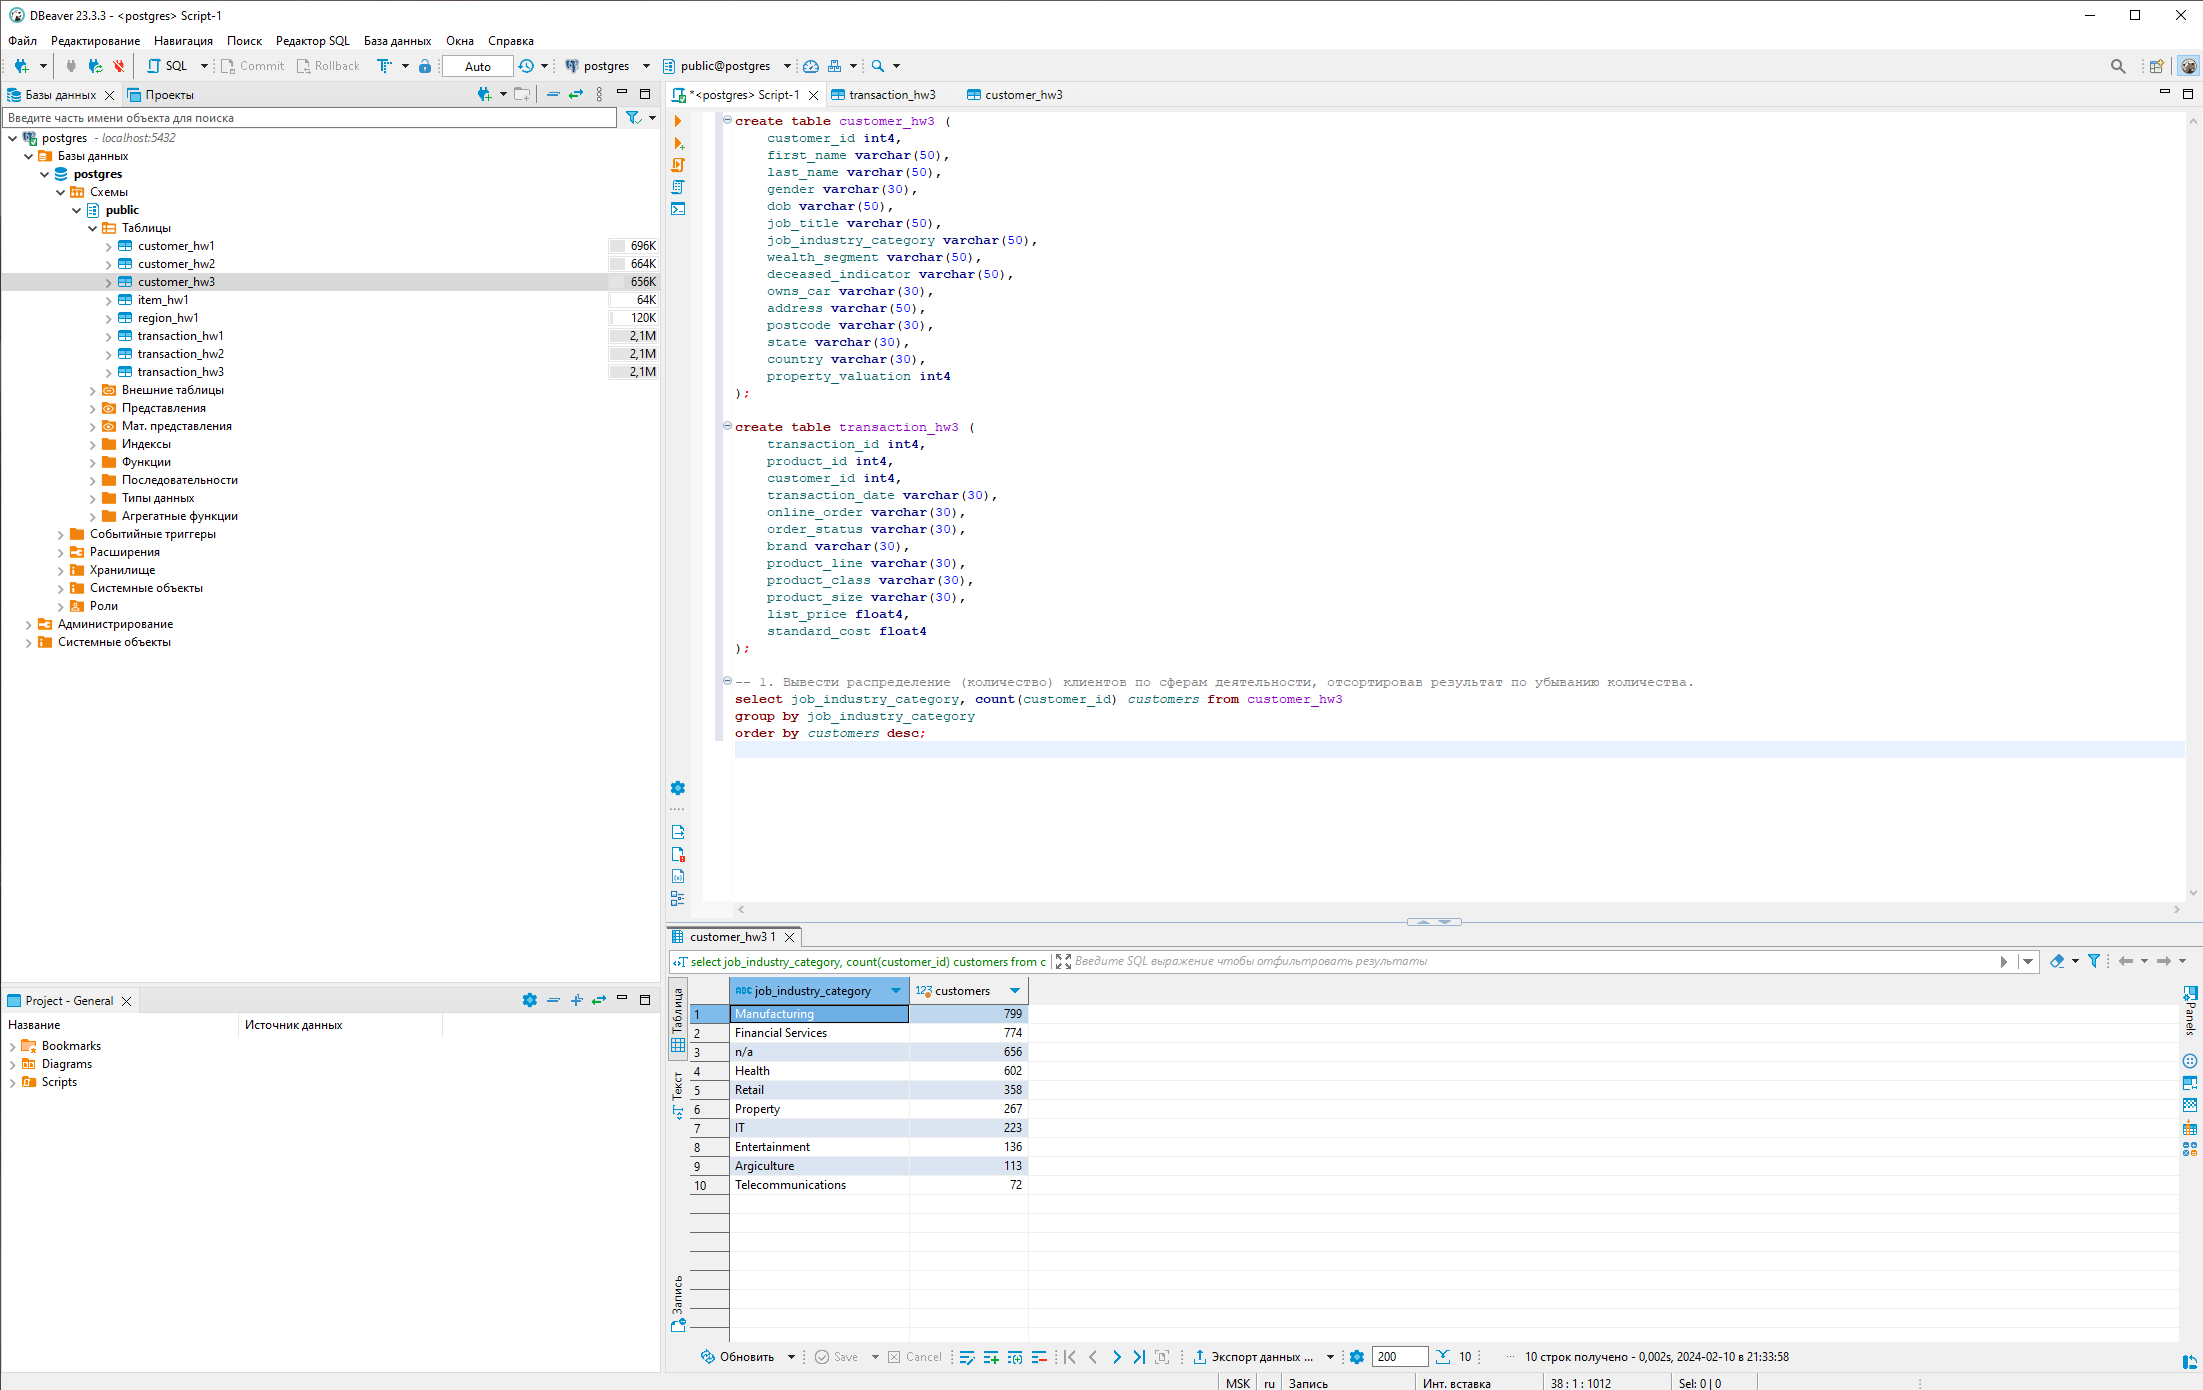 DBeaver 23.3.3 - <postgres> Script-1
Файл Редактирование Навигация Поиск Редактор SQL База данных Окна Справка
SQL Commit Rollback Auto postgres public@postgres
Базы данных Проекты
Введите часть имени объекта для поиска
postgres - localhost:5432
Базы данных
postgres
Схемы
public
Таблицы
customer_hw1 696K
customer_hw2 664K
customer_hw3 656K
item_hw1 64K
region_hw1 120K
transaction_hw1 2,1M
transaction_hw2 2,1M
transaction_hw3 2,1M
Внешние таблицы
Представления
Мат. представления
Индексы
Функции
Последовательности
Типы данных
Агрегатные функции
Событийные триггеры
Расширения
Хранилище
Системные объекты
Роли
Администрирование
Системные объекты
Project - General
Название Источник данных
Bookmarks
Diagrams
Scripts
*<postgres> Script-1 transaction_hw3 customer_hw3
create table customer_hw3 (
customer_id int4,
first_name varchar(50),
last_name varchar(50),
gender varchar(30),
dob varchar(50),
job_title varchar(50),
job_industry_category varchar(50),
wealth_segment varchar(50),
deceased_indicator varchar(50),
owns_car varchar(30),
address varchar(50),
postcode varchar(30),
state varchar(30),
country varchar(30),
property_valuation int4
);
create table transaction_hw3 (
transaction_id int4,
product_id int4,
customer_id int4,
transaction_date varchar(30),
online_order varchar(30),
order_status varchar(30),
brand varchar(30),
product_line varchar(30),
product_class varchar(30),
product_size varchar(30),
list_price float4,
standard_cost float4
);
-- 1. Вывести распределение (количество) клиентов по сферам деятельности, отсортировав результат по убыванию количества.
select job_industry_category, count(customer_id) customers from customer_hw3
group by job_industry_category
order by customers desc;
customer_hw3 1
select job_industry_category, count(customer_id) customers from c Введите SQL выражение чтобы отфильтровать результаты
Таблица
Текст
Запись
Panels
ABC job_industry_category 123 customers
1 Manufacturing 799
2 Financial Services 774
3 n/a 656
4 Health 602
5 Retail 358
6 Property 267
7 IT 223
8 Entertainment 136
9 Argiculture 113
10 Telecommunications 72
Обновить Save Cancel Экспорт данных ... 200 10 ... 10 строк получено - 0,002s, 2024-02-10 в 21:33:58
MSK ru Запись Инт. вставка 38 : 1 : 1012 Sel: 0 | 0